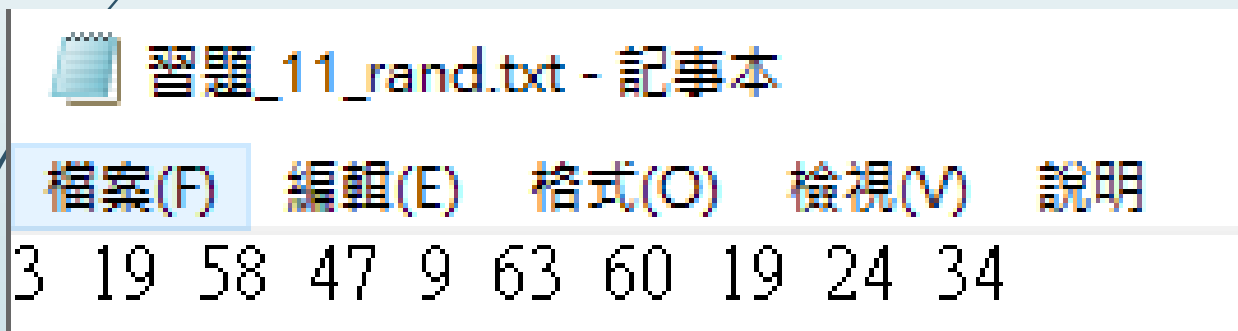 習題_11_rand.txt - 記事本
檔案(F) 編輯(E) 格式(O) 檢視(V) 說明
3 19 58 47 9 63 60 19 24 34